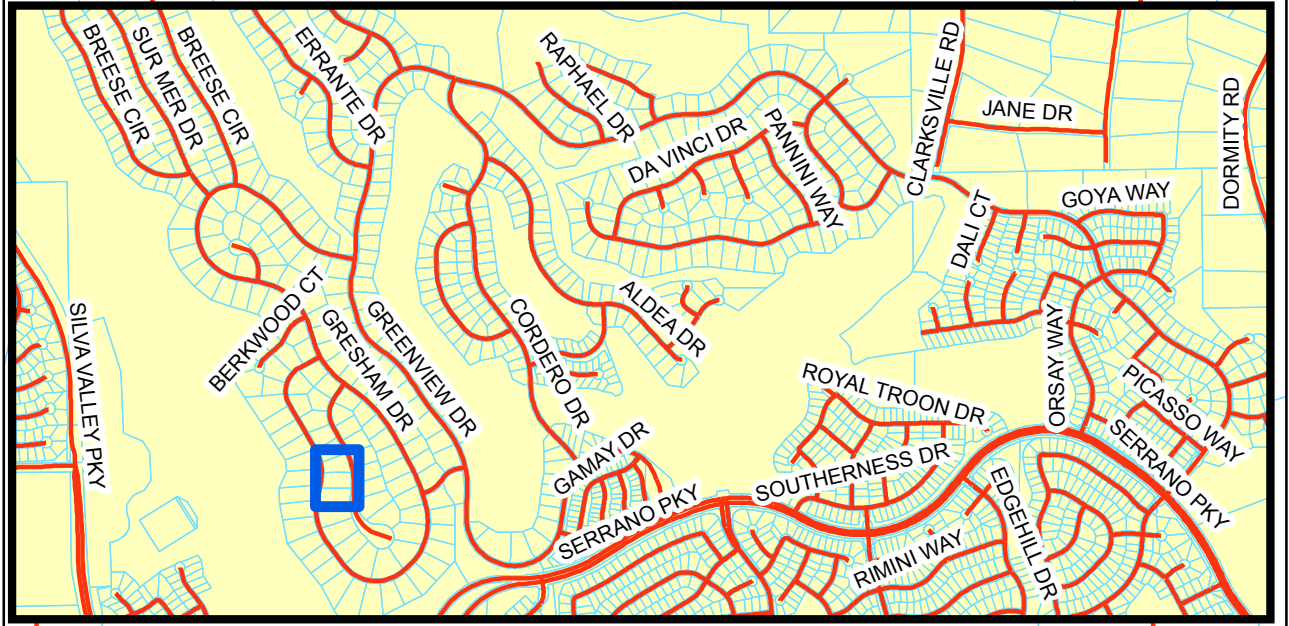 BREESE CIR
SUR MER DR
BREESE CIR
ERRANTE DR
RAPHAEL DR
DA VINCI DR
PANNINI WAY
CLARKSVILLE RD
JANE DR
DORMITY RD
GOYA WAY
DALI CT
SILVA VALLEY PKY
BERKWOOD CT
GRESHAM DR
GREENVIEW DR
CORDERO DR
ALDEA DR
ORSAY WAY
ROYAL TROON DR
PICASSO WAY
GAMAY DR
SERRANO PKY
SOUTHERNESS DR
SERRANO PKY
EDGEHILL DR
RIMINI WAY